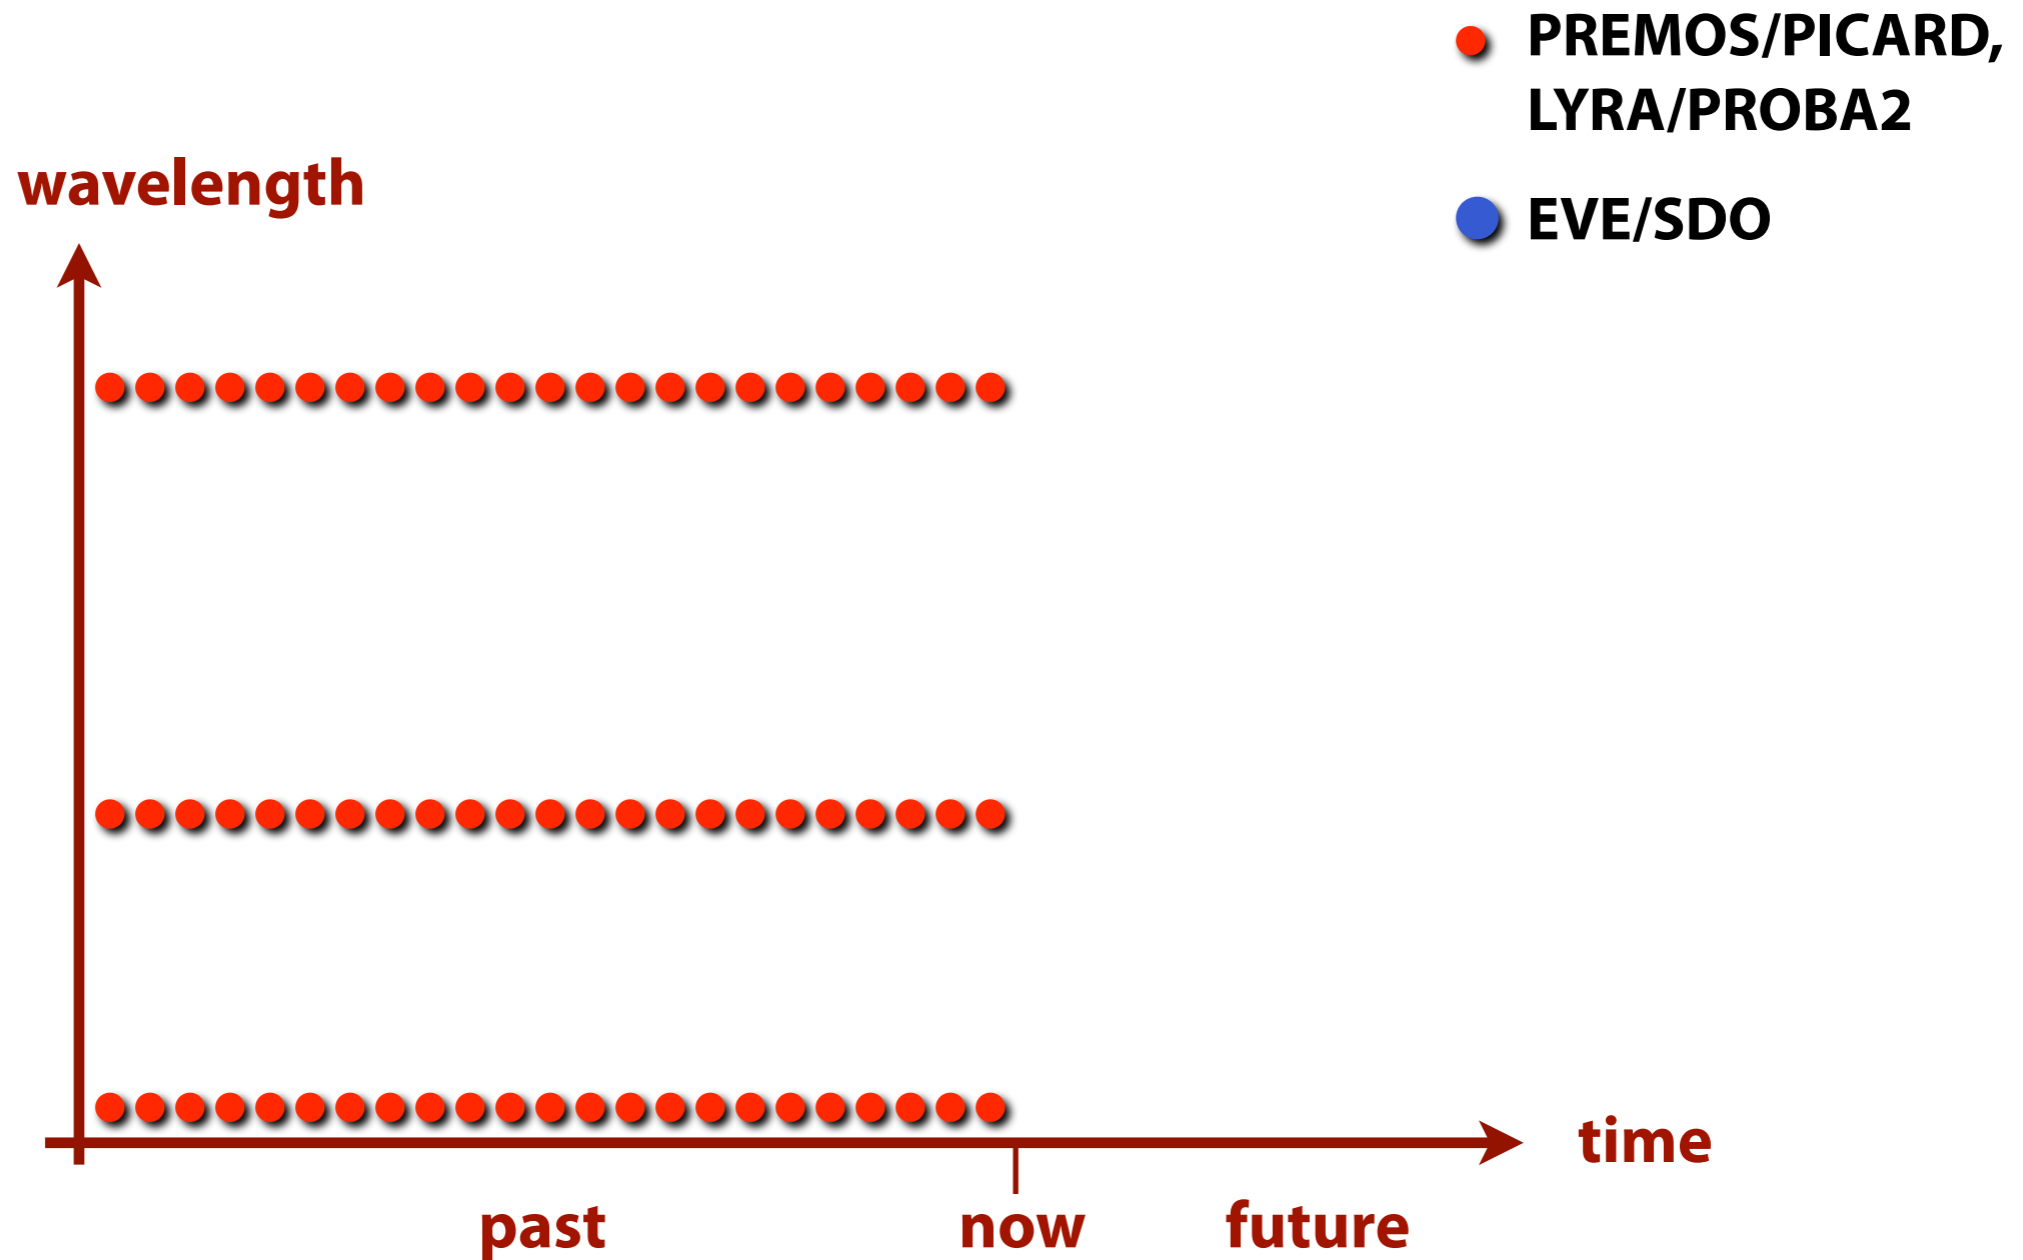 PREMOS/PICARD,
LYRA/PROBA2
wavelength
EVE/SDO
time
past now future